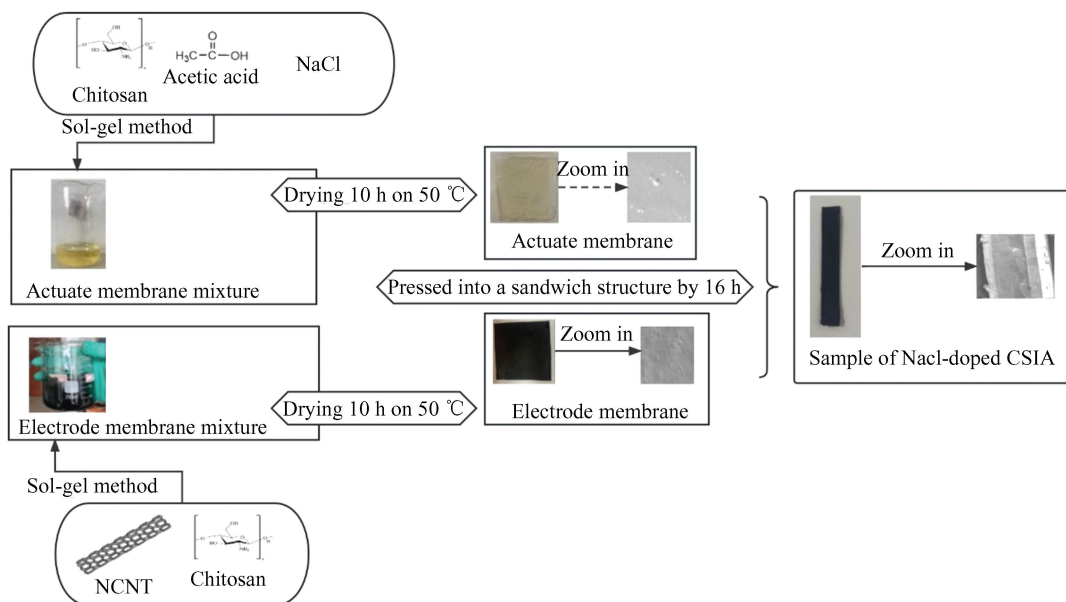 Chitosan
H₃C
C
O
OH
Acetic acid
NaCl
Sol-gel method
Actuate membrane mixture
Drying 10 h on 50 ℃
Zoom in
Actuate membrane
Pressed into a sandwich structure by 16 h
Zoom in
Sample of Nacl-doped CSIA
Electrode membrane mixture
Drying 10 h on 50 ℃
Zoom in
Electrode membrane
Sol-gel method
NCNT
Chitosan